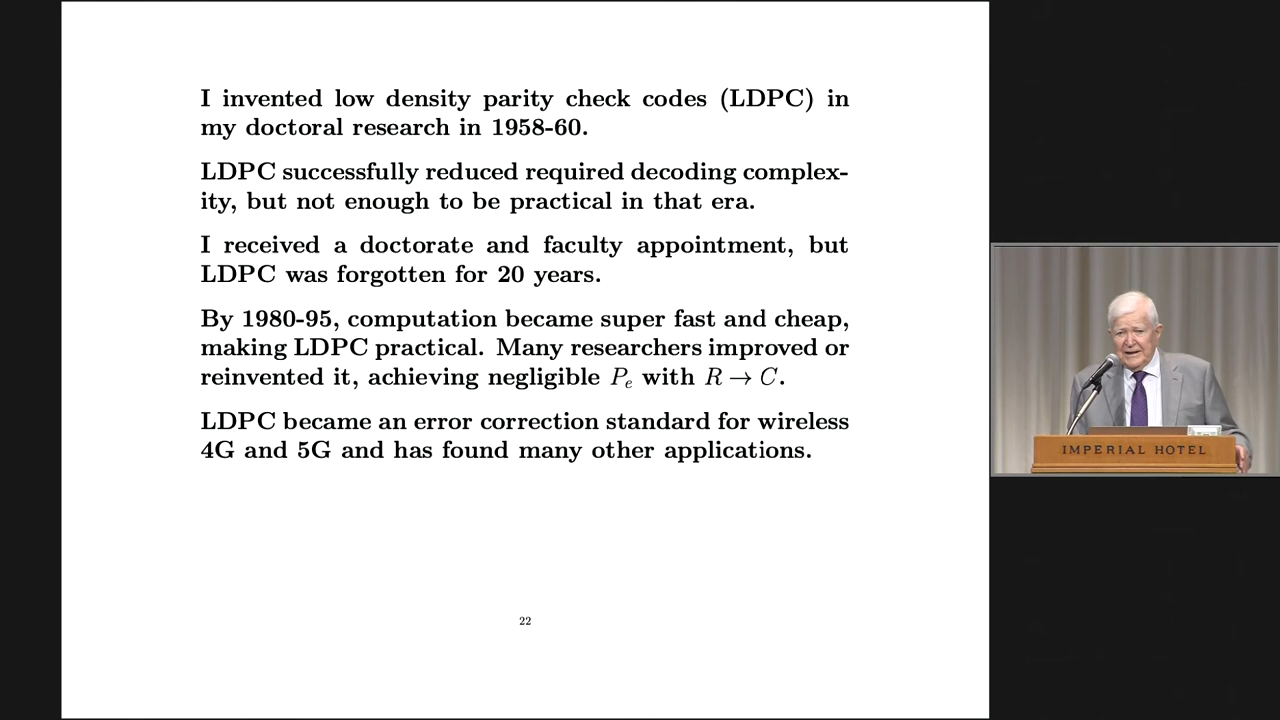 I invented low density parity check codes (LDPC) in
my doctoral research in 1958-60.
LDPC successfully reduced required decoding complex-
ity, but not enough to be practical in that era.
I received a doctorate and faculty appointment, but
LDPC was forgotten for 20 years.
By 1980-95, computation became super fast and cheap,
making LDPC practical. Many researchers improved or
reinvented it, achieving negligible Pₑ with R → C.
LDPC became an error correction standard for wireless
4G and 5G and has found many other applications.
22
IMPERIAL HOTEL